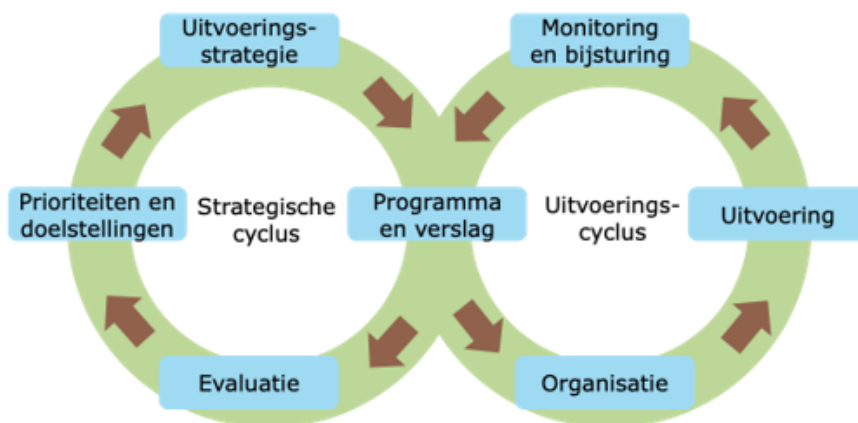 Uitvoerings-
strategie
Monitoring
en bijsturing
Prioriteiten en
doelstellingen
Strategische
cyclus
Programma
en verslag
Uitvoerings-
cyclus
Uitvoering
Evaluatie
Organisatie